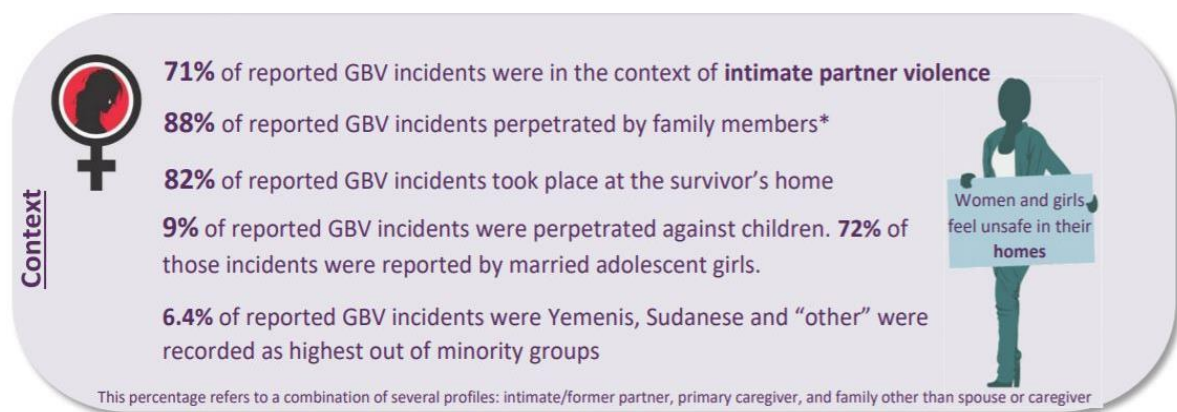 Context
71% of reported GBV incidents were in the context of intimate partner violence
88% of reported GBV incidents perpetrated by family members*
82% of reported GBV incidents took place at the survivor's home
9% of reported GBV incidents were perpetrated against children. 72% of
those incidents were reported by married adolescent girls.
6.4% of reported GBV incidents were Yemenis, Sudanese and “other” were
recorded as highest out of minority groups
Women and girls
feel unsafe in their
homes
This percentage refers to a combination of several profiles: intimate/former partner, primary caregiver, and family other than spouse or caregiver